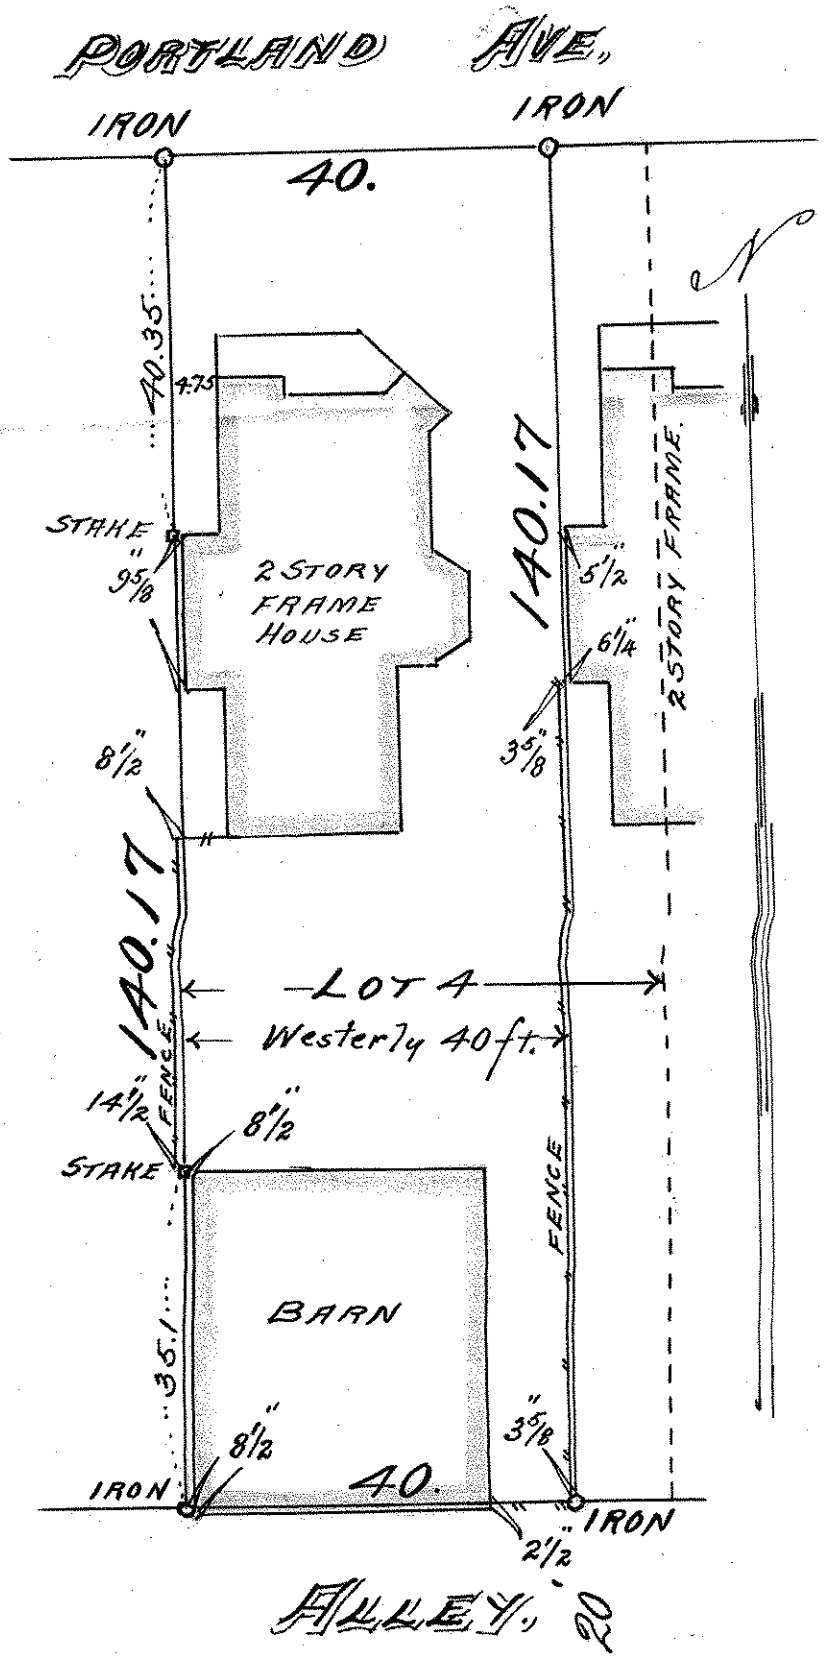 PORTLAND AVE.
IRON IRON
40.
N
40.35
4.75
140.17
STAKE
9 5/8"
2 STORY
FRAME
HOUSE
5 1/2"
2 STORY FRAME.
6 1/4"
3 5/8"
8 1/2"
140.17
LOT 4
Westerly 40 ft.
FENCE
14 1/2"
8 1/2"
STAKE
FENCE
BARN
35.1
8 1/2"
3 5/8"
IRON
40.
IRON
2 1/2"
ALLEY.
20